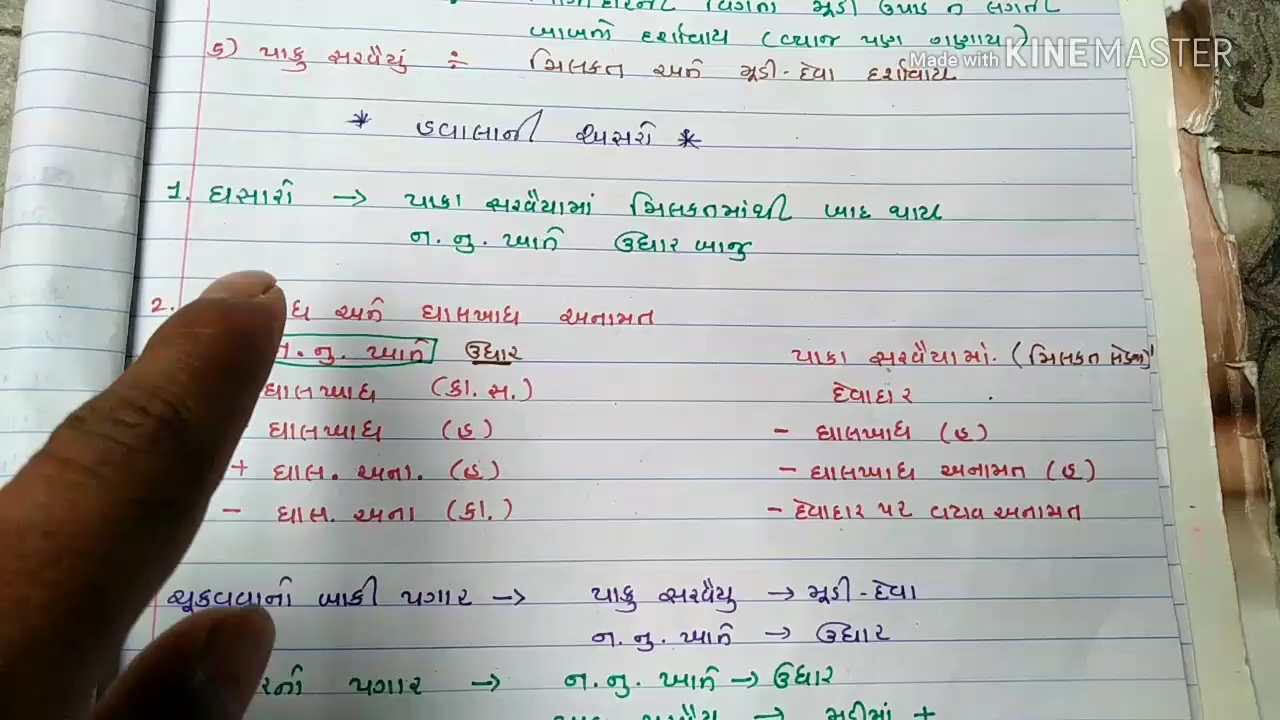 બાબતો દર્શાવાય (વ્યાજ પણ ગણાય)
Made with KINEMASTER
ક) પાકુ સરવૈયું ÷ મિલકત અને મૂડી-દેવા દર્શાવાય
* હવાલાની અસરો *
1. ઘસારો → પાકા સરવૈયામાં મિલકતમાંથી બાદ થાય
ન.નુ. ખાતે ઉધાર બાજુ
2. અને ઘાલખાધ અનામત
ન.નુ. ખાતે ઉધાર પાકા સરવૈયામાં. (મિલકત
ઘાલખાધ (કા.સ.) દેવાદાર
ઘાલખાધ (હ) - ઘાલખાધ (હ)
+ ઘાલ. અના. (હ) - ઘાલખાધ અનામત (હ)
- ઘાલ. અના (કા.) - દેવાદાર પર વટાવ અનામત
ચૂકવવાનો બાકી પગાર → પાકુ સરવૈયુ → મૂડી-દેવા
ન.નુ. ખાતે → ઉધાર
પગાર → ન.નુ. ખાતે → ઉધાર